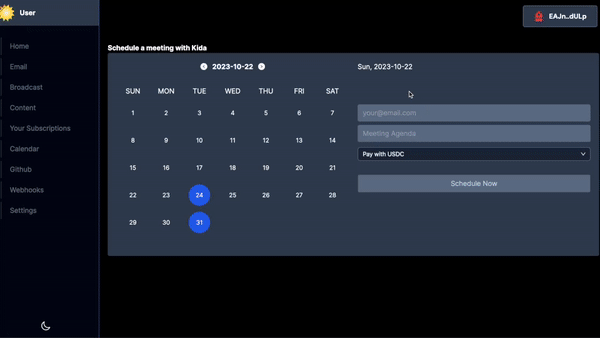 User
EAJn..dULp
Home
Email
Broadcast
Content
Your Subscriptions
Calendar
Github
Webhooks
Settings
Schedule a meeting with Kida
2023-10-22
SUN MON TUE WED THU FRI SAT
1 2 3 4 5 6 7
8 9 10 11 12 13 14
15 16 17 18 19 20 21
22 23 24 25 26 27 28
29 30 31
Sun, 2023-10-22
your@email.com
Meeting Agenda
Pay with USDC
Schedule Now